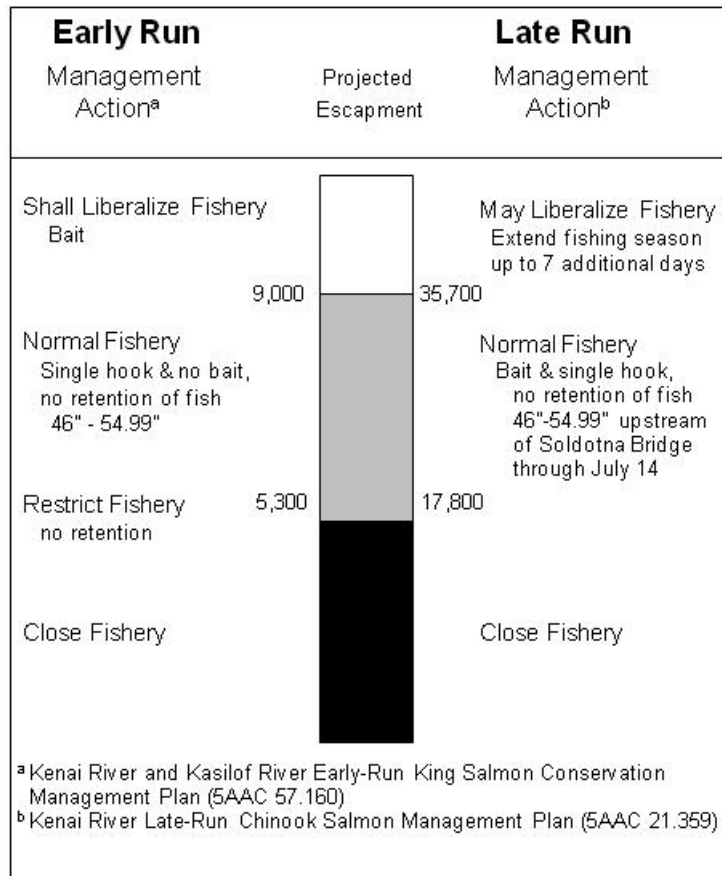 Early Run
Management
Action^a
Projected
Escapment
Late Run
Management
Action^b
Shall Liberalize Fishery
Bait
May Liberalize Fishery
Extend fishing season
up to 7 additional days
9,000
35,700
Normal Fishery
Single hook & no bait,
no retention of fish
46" - 54.99"
Normal Fishery
Bait & single hook,
no retention of fish
46"-54.99" upstream
of Soldotna Bridge
through July 14
Restrict Fishery
no retention
5,300
17,800
Close Fishery
Close Fishery
^a Kenai River and Kasilof River Early-Run King Salmon Conservation
Management Plan (5AAC 57.160)
^b Kenai River Late-Run Chinook Salmon Management Plan (5AAC 21.359)